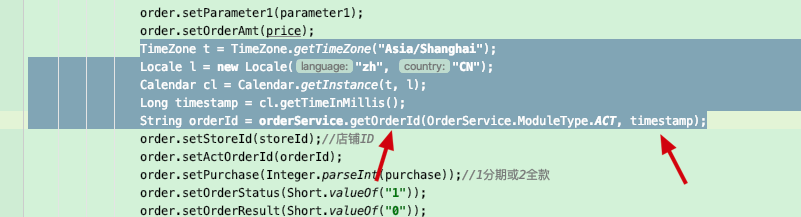 order.setParameter1(parameter1);
order.setOrderAmt(price);
TimeZone t = TimeZone.getTimeZone("Asia/Shanghai");
Locale l = new Locale( language: "zh", country: "CN");
Calendar cl = Calendar.getInstance(t, l);
Long timestamp = cl.getTimeInMillis();
String orderId = orderService.getOrderId(OrderService.ModuleType.ACT, timestamp);
order.setStoreId(storeId);//店铺ID
order.setActOrderId(orderId);
order.setPurchase(Integer.parseInt(purchase));//1分期或2全款
order.setOrderStatus(Short.valueOf("1"));
order.setOrderResult(Short.valueOf("0"));